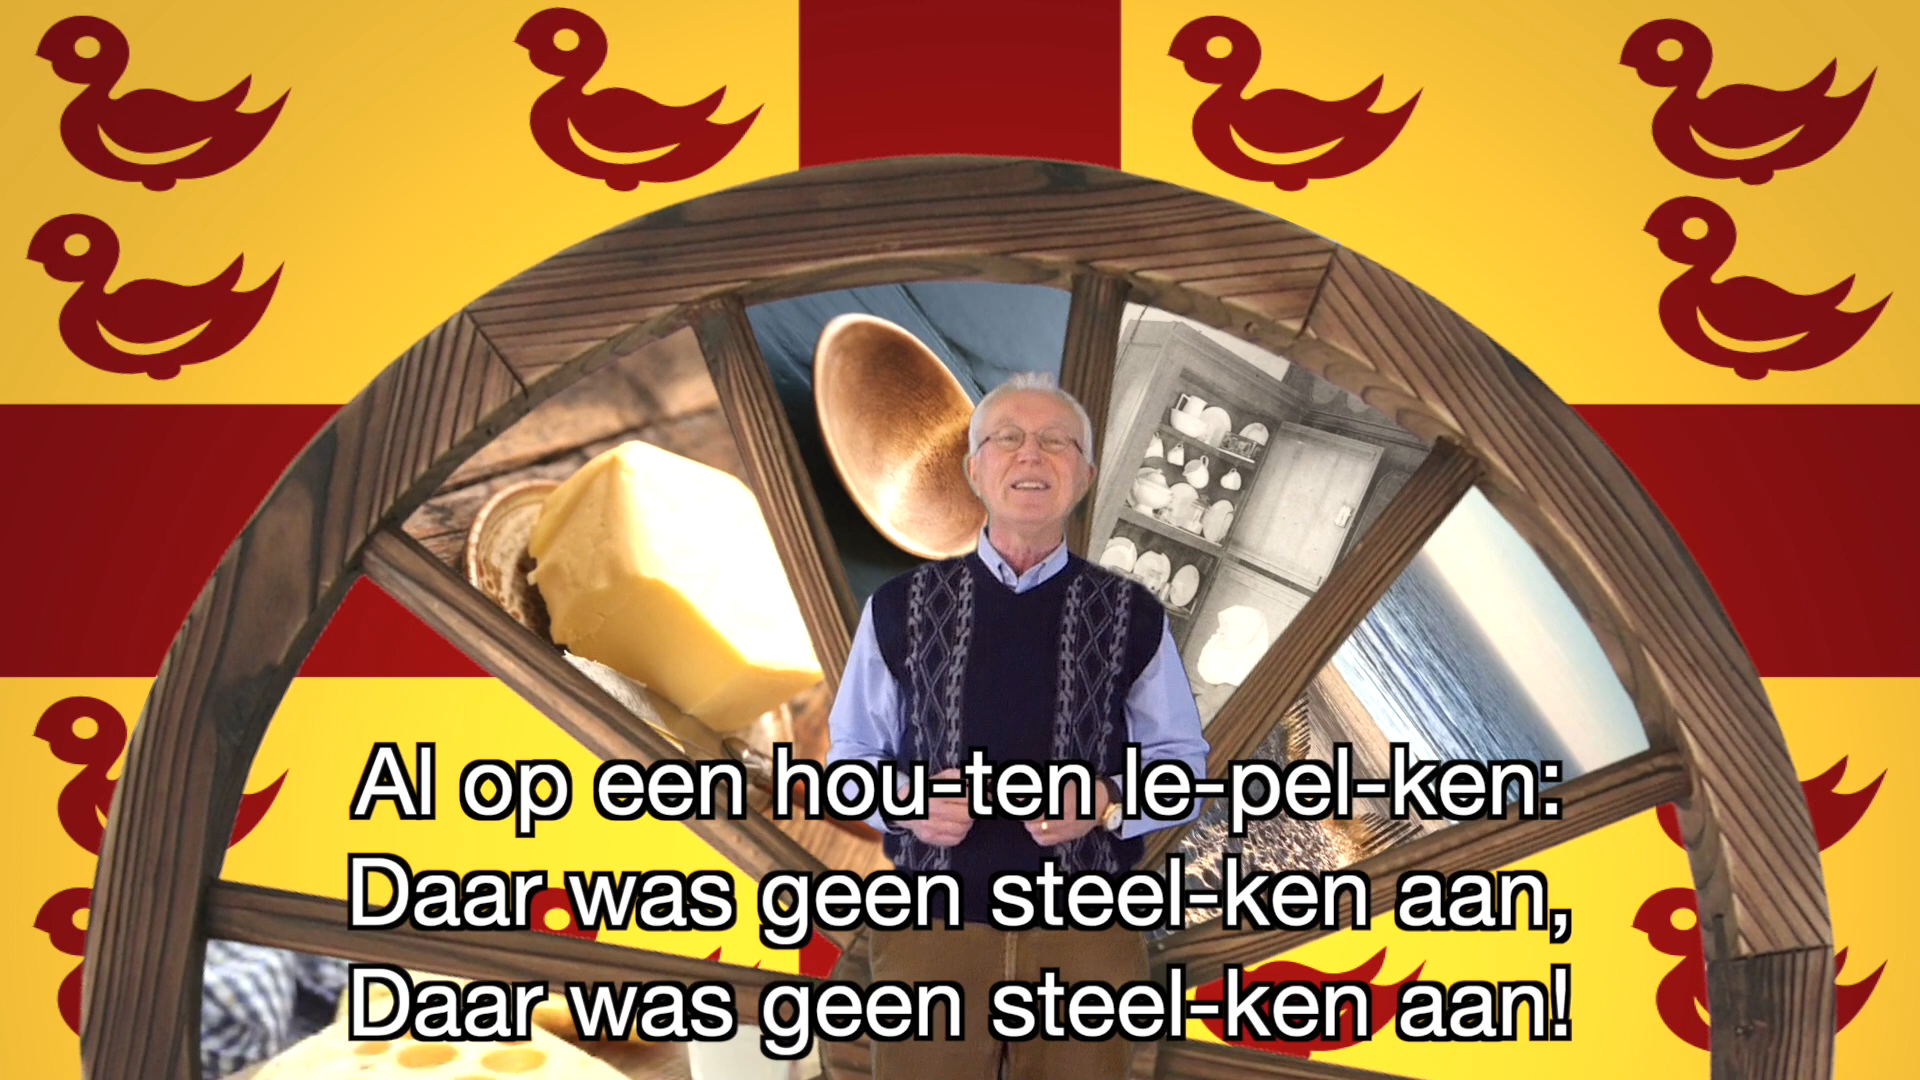 Al op een hou-ten le-pel-ken:
Daar was geen steel-ken aan,
Daar was geen steel-ken aan!